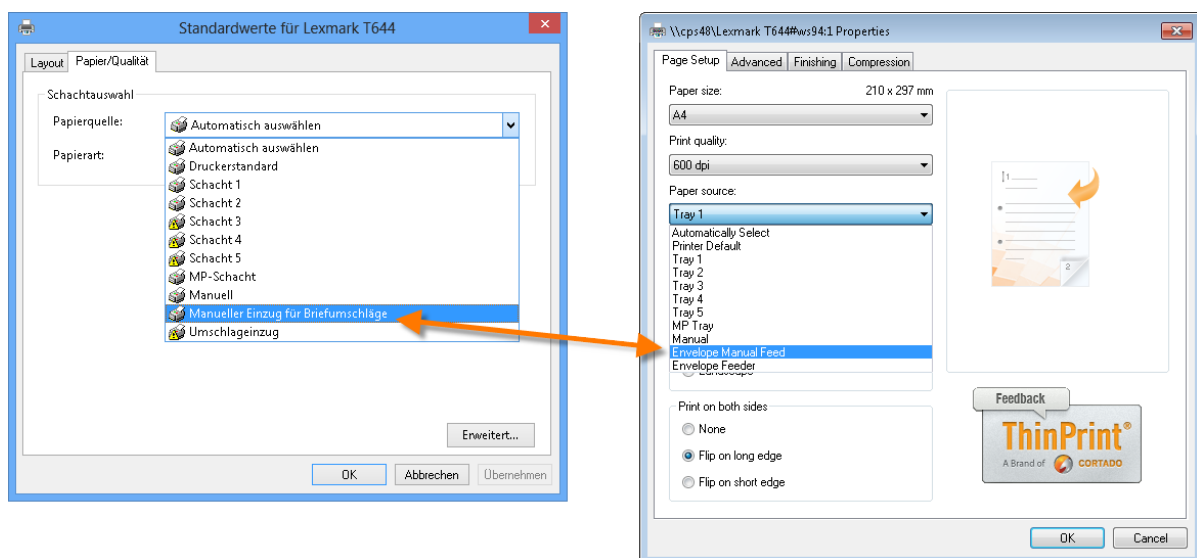 Standardwerte für Lexmark T644
Layout
Papier/Qualität
Schachtauswahl
Papierquelle:
Automatisch auswählen
Papierart:
Automatisch auswählen
Druckerstandard
Schacht 1
Schacht 2
Schacht 3
Schacht 4
Schacht 5
MP-Schacht
Manuell
Manueller Einzug für Briefumschläge
Umschlageinzug
Erweitert...
OK
Abbrechen
Übernehmen
\\cps48\Lexmark T644#ws94:1 Properties
Page Setup
Advanced
Finishing
Compression
Paper size:
210 x 297 mm
A4
Print quality:
600 dpi
Paper source:
Tray 1
Automatically Select
Printer Default
Tray 1
Tray 2
Tray 3
Tray 4
Tray 5
MP Tray
Manual
Envelope Manual Feed
Envelope Feeder
1
2
Print on both sides
None
Flip on long edge
Flip on short edge
Feedback
ThinPrint®
A Brand of CORTADO
OK
Cancel